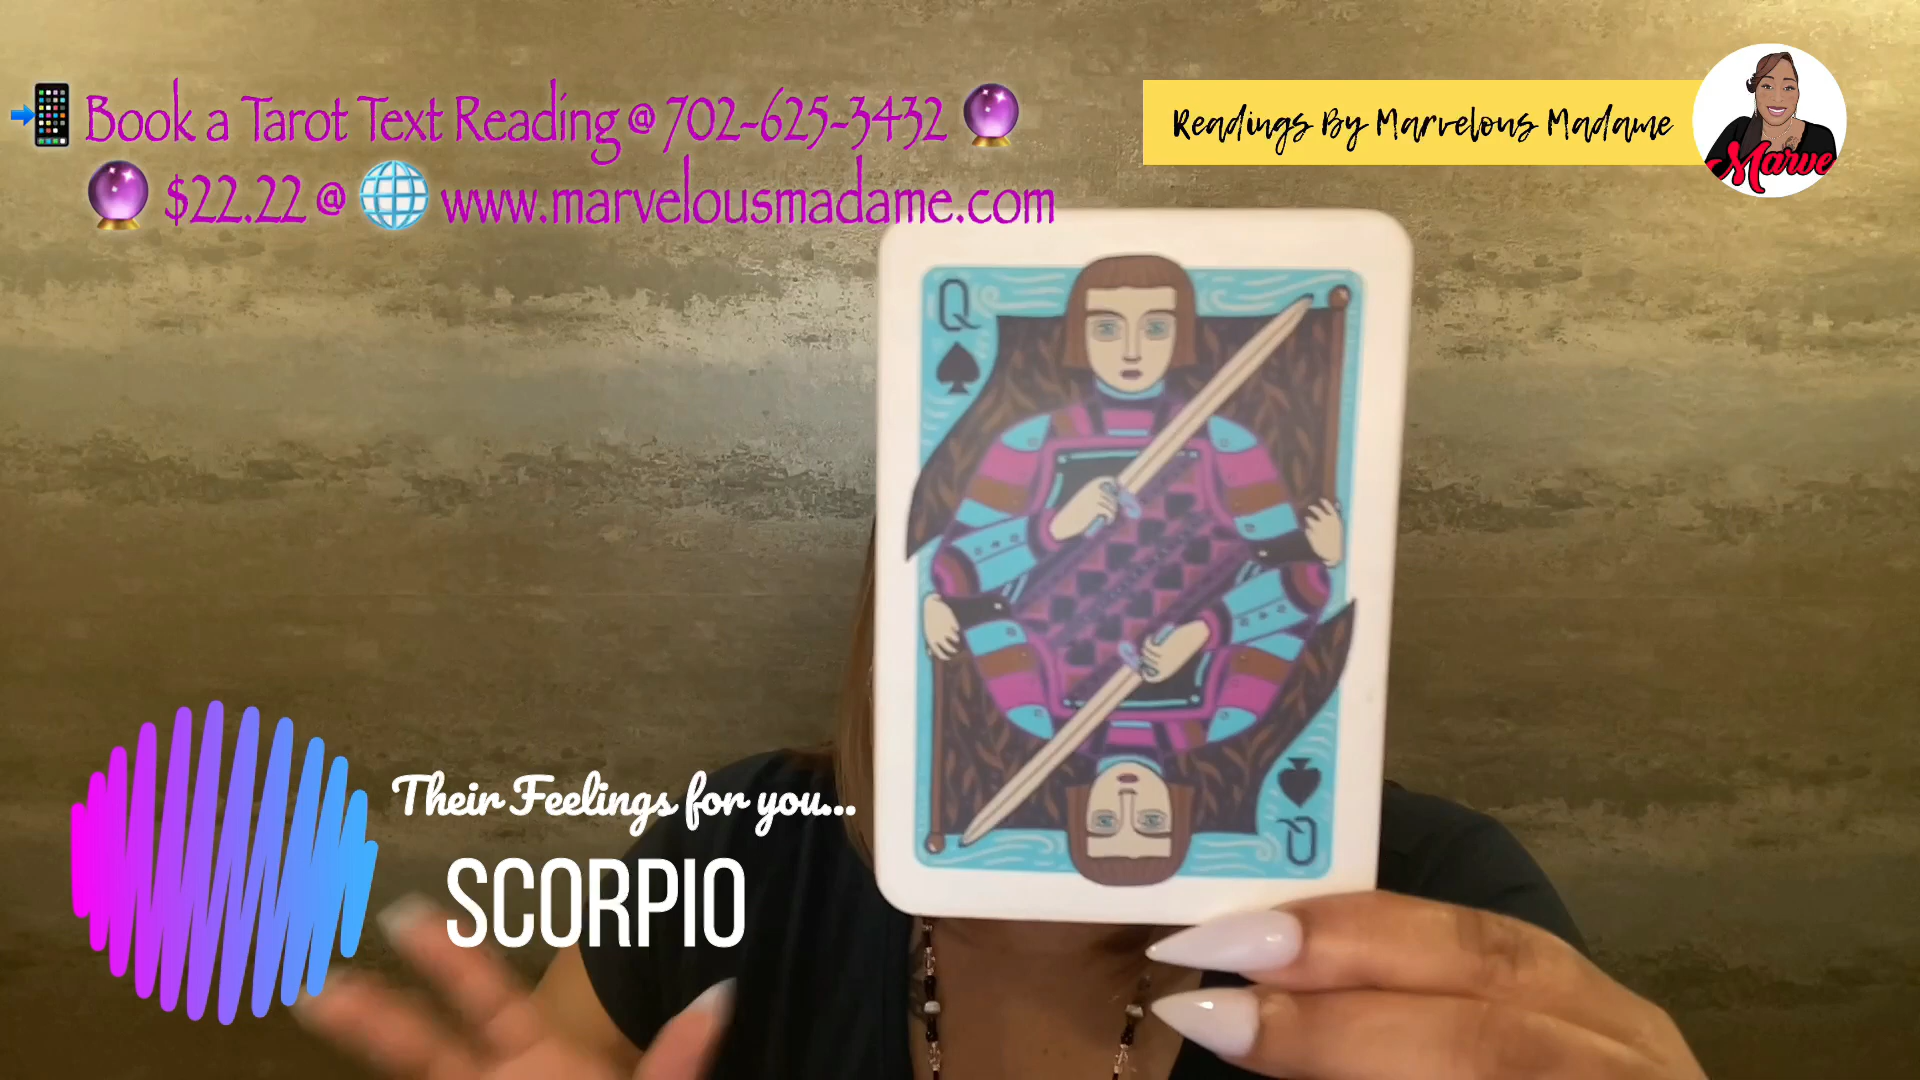 Book a Tarot Text Reading @ 702-625-3432
$22.22 @ www.marvelousmadame.com
Readings By Marvelous Madame
Marve
Q
Their Feelings for you...
SCORPIO
Q